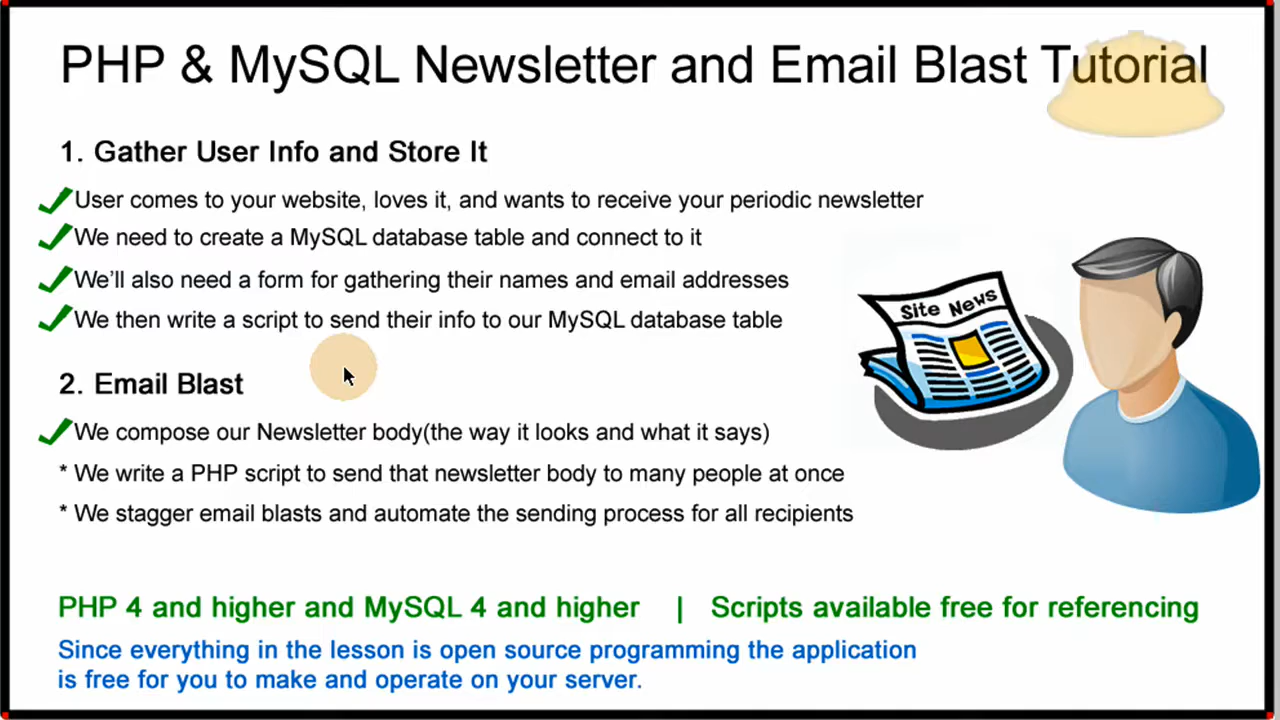 PHP & MySQL Newsletter and Email Blast Tutorial
1. Gather User Info and Store It
User comes to your website, loves it, and wants to receive your periodic newsletter
We need to create a MySQL database table and connect to it
We'll also need a form for gathering their names and email addresses
We then write a script to send their info to our MySQL database table
Site News
2. Email Blast
We compose our Newsletter body(the way it looks and what it says)
* We write a PHP script to send that newsletter body to many people at once
* We stagger email blasts and automate the sending process for all recipients
PHP 4 and higher and MySQL 4 and higher | Scripts available free for referencing
Since everything in the lesson is open source programming the application
is free for you to make and operate on your server.